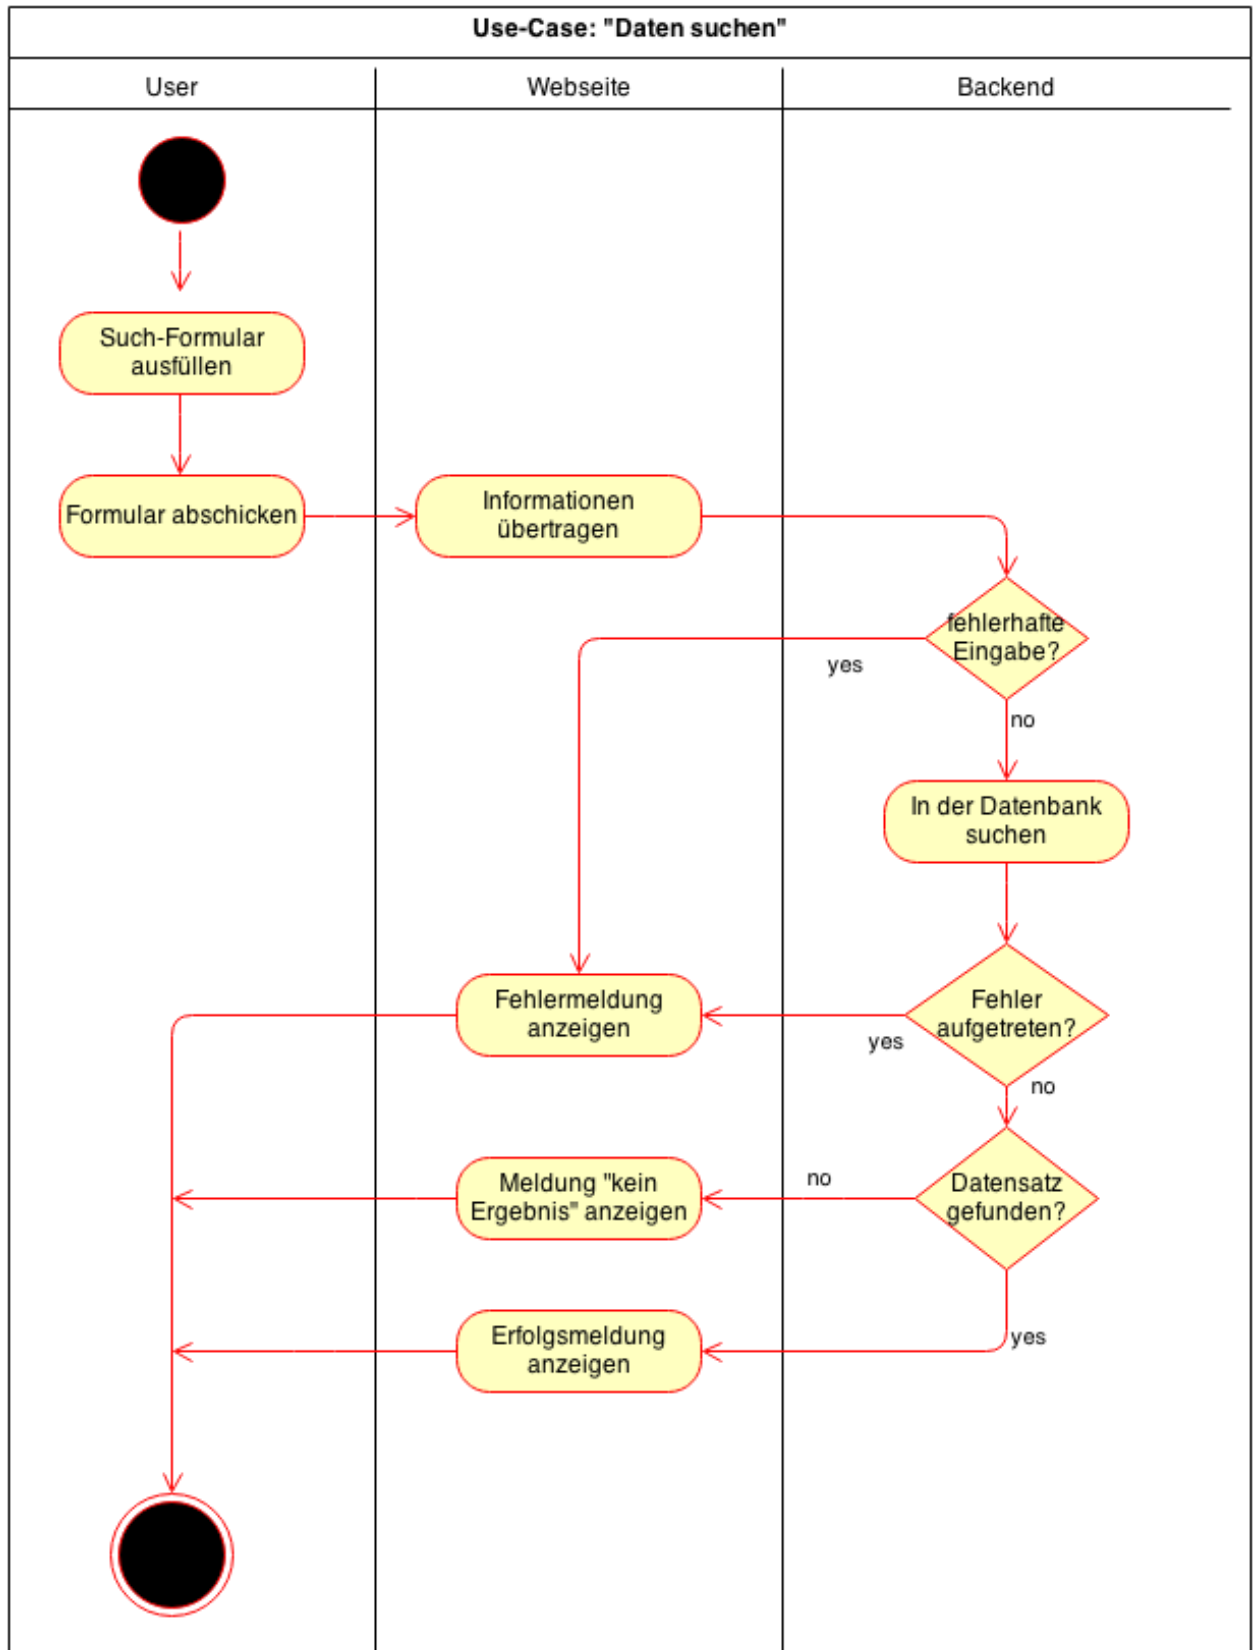 Use-Case: "Daten suchen"
User
Webseite
Backend
Such-Formular
ausfüllen
Formular abschicken
Informationen
übertragen
fehlerhafte
Eingabe?
yes
no
In der Datenbank
suchen
Fehler
aufgetreten?
yes
no
Fehlermeldung
anzeigen
Datensatz
gefunden?
no
yes
Meldung "kein
Ergebnis" anzeigen
Erfolgsmeldung
anzeigen